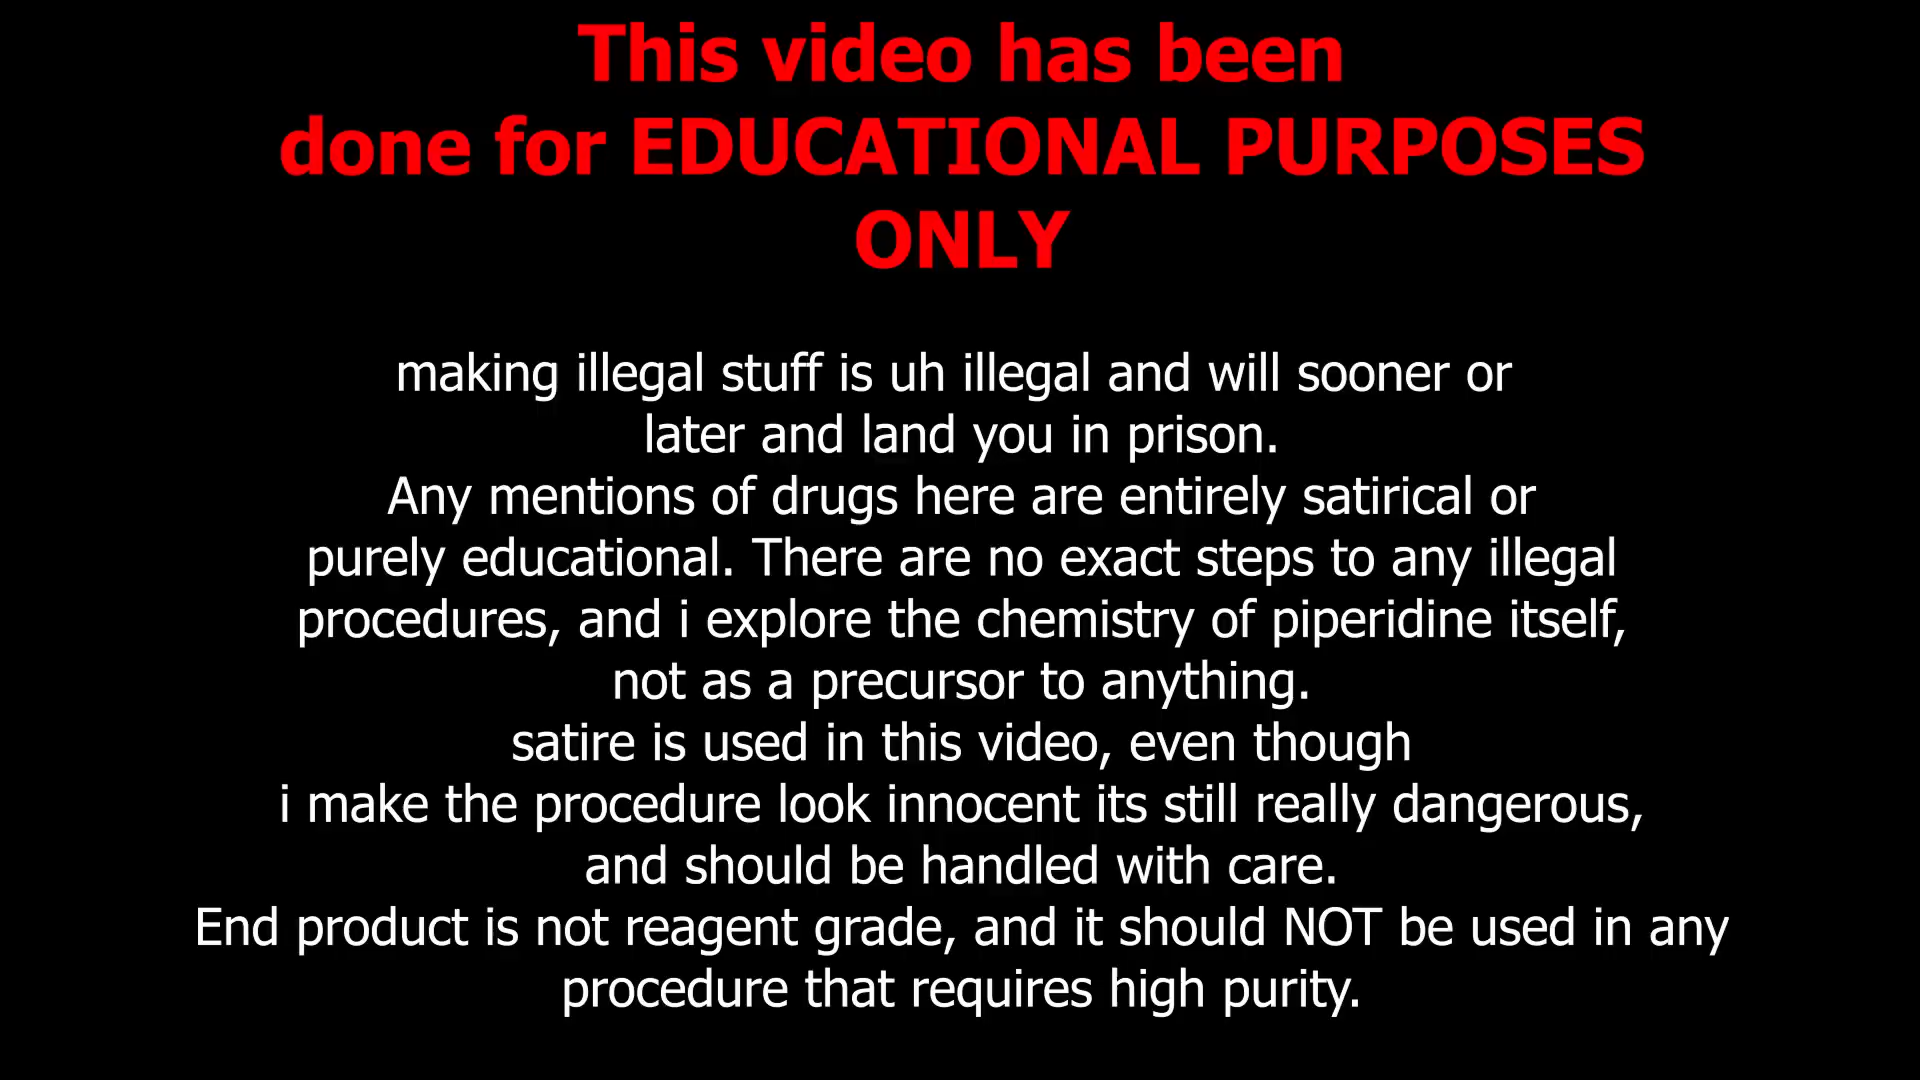 This video has been
done for EDUCATIONAL PURPOSES
ONLY
making illegal stuff is uh illegal and will sooner or
later and land you in prison.
Any mentions of drugs here are entirely satirical or
purely educational. There are no exact steps to any illegal
procedures, and i explore the chemistry of piperidine itself,
not as a precursor to anything.
satire is used in this video, even though
i make the procedure look innocent its still really dangerous,
and should be handled with care.
End product is not reagent grade, and it should NOT be used in any
procedure that requires high purity.